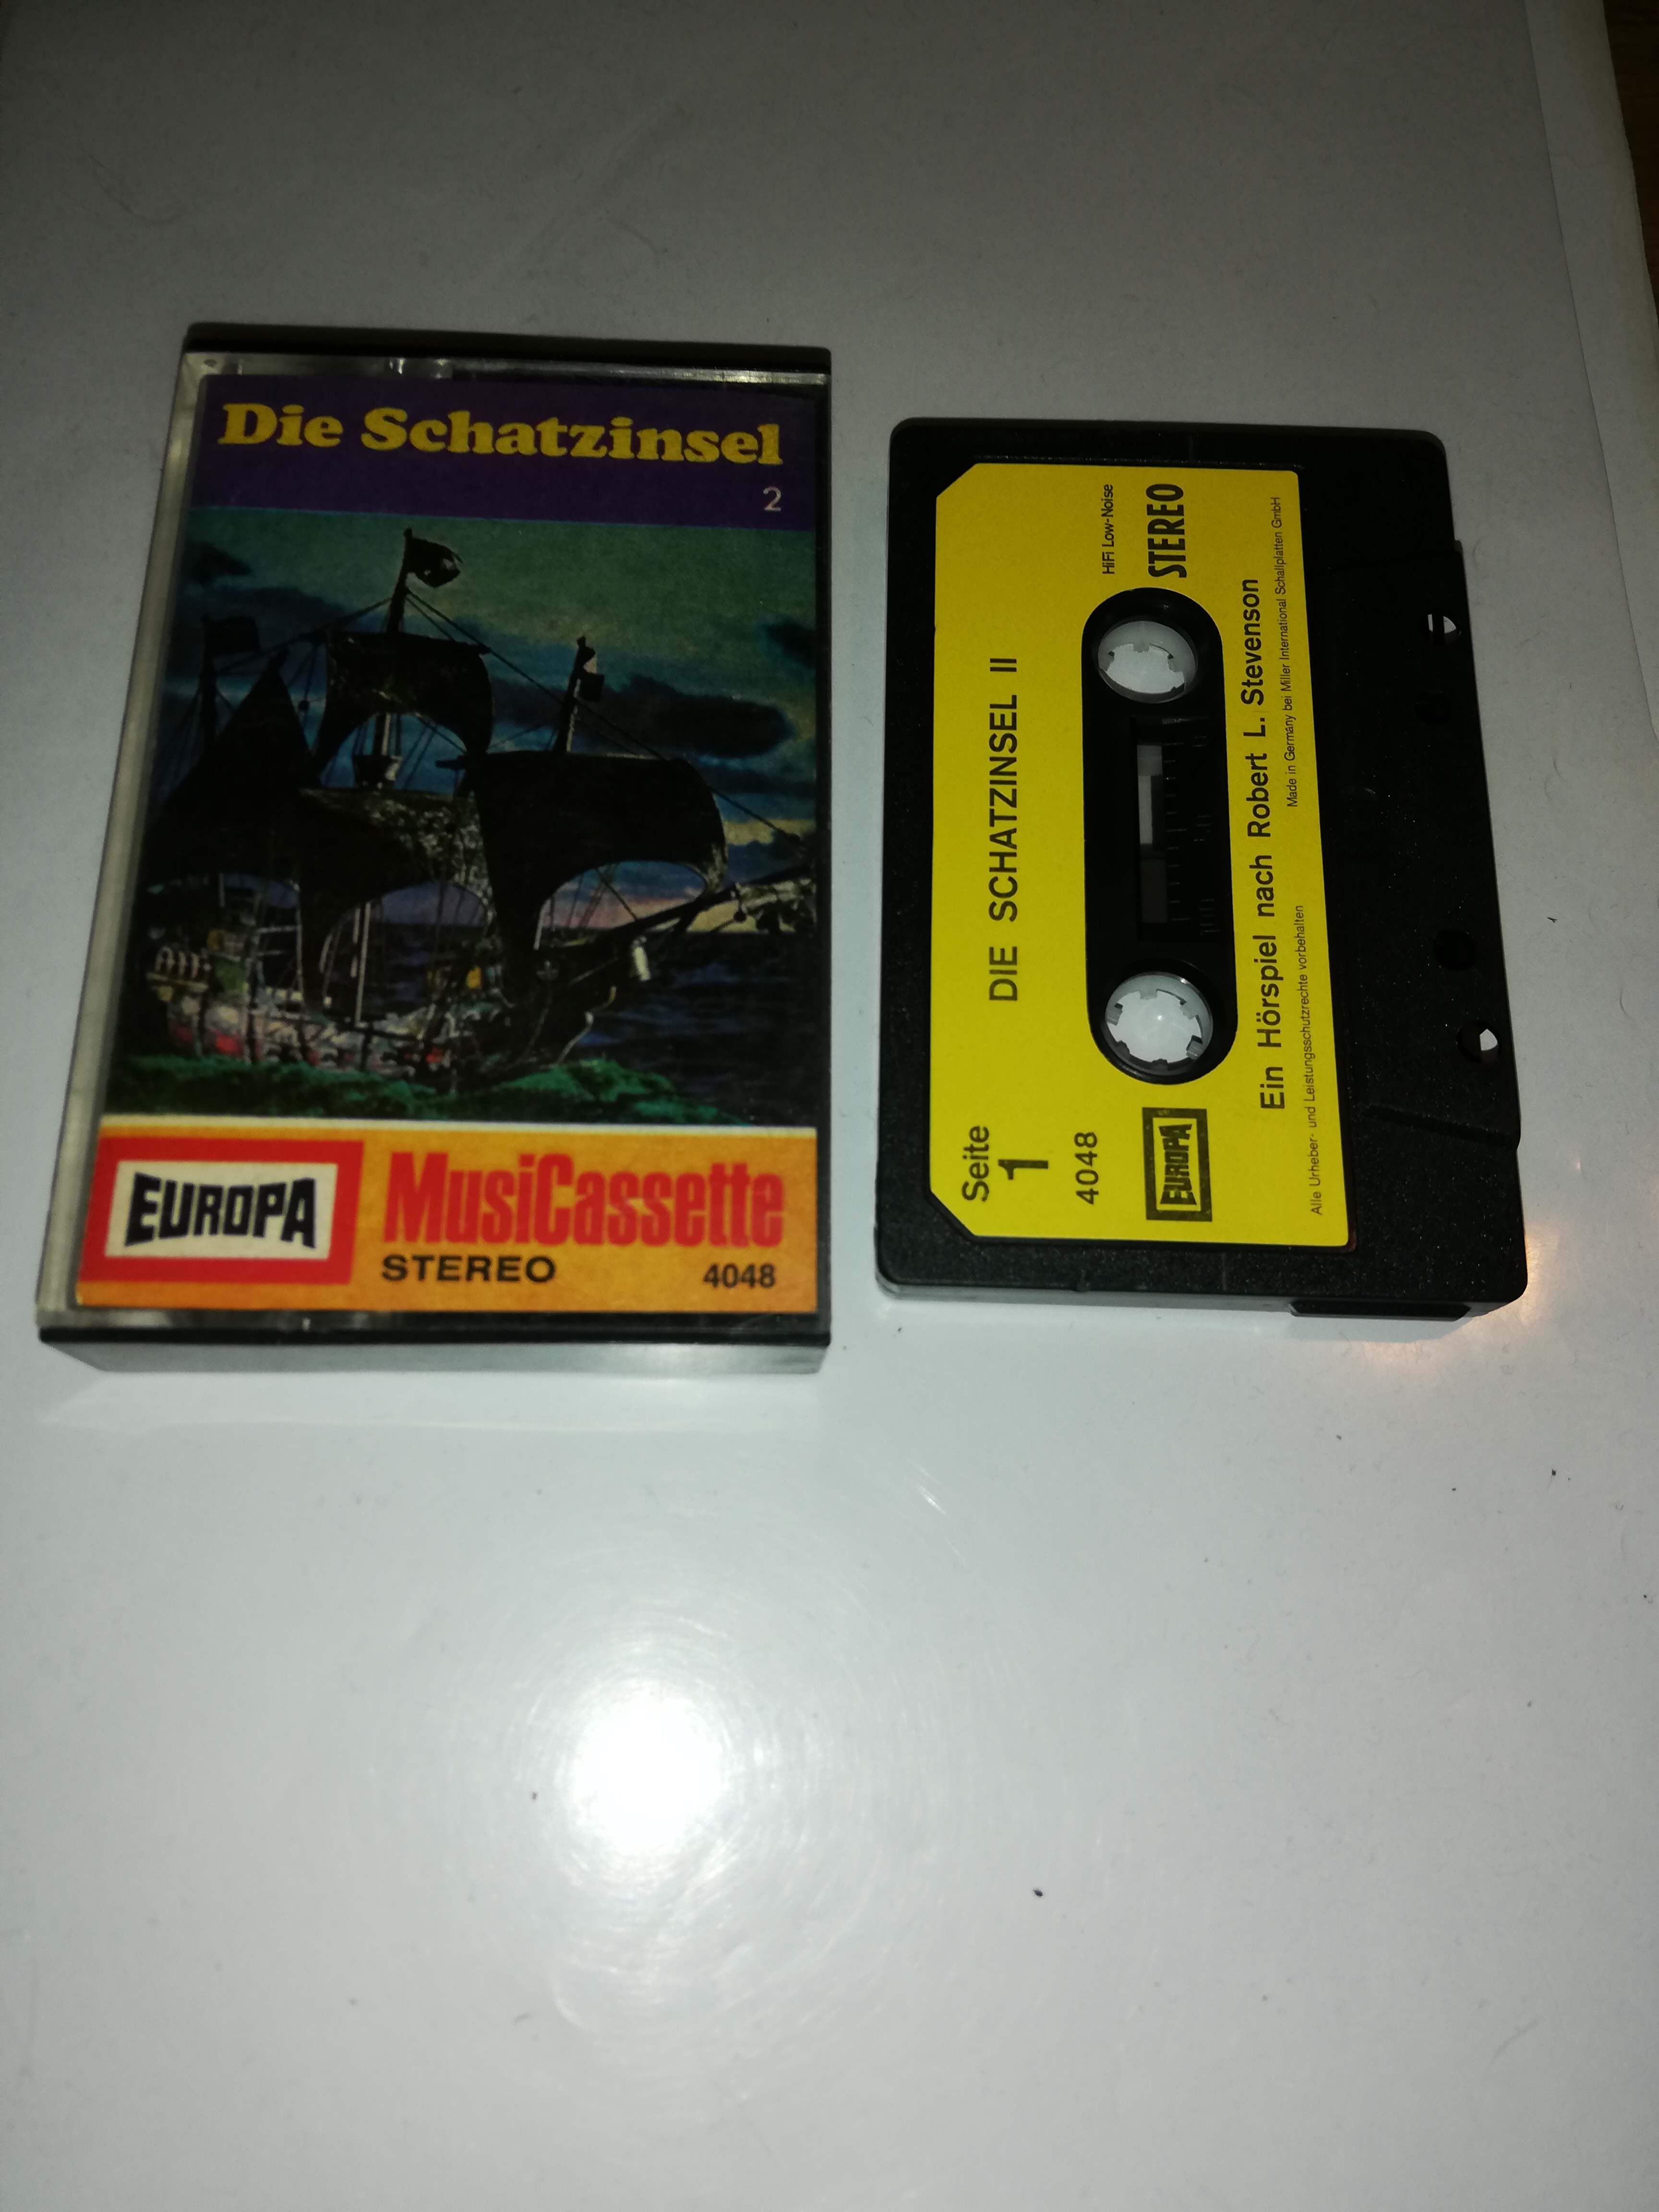 Die Schatzinsel
2
EUROPA
MusiCassette
STEREO
4048
Seite
1
DIE SCHATZINSEL II
4048
HiFi Low-Noise
STEREO
EUROPA
Ein Hörspiel nach Robert L. Stevenson
Alle Urheber- und Leistungsschutzrechte vorbehalten
Made in Germany bei Miller International Schallplatten GmbH